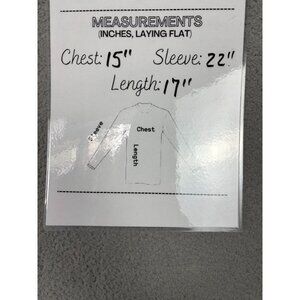 MEASUREMENTS
(INCHES, LAYING FLAT)
Chest: 15" Sleeve: 22"
Length: 17"
Sleeve
Chest
Length